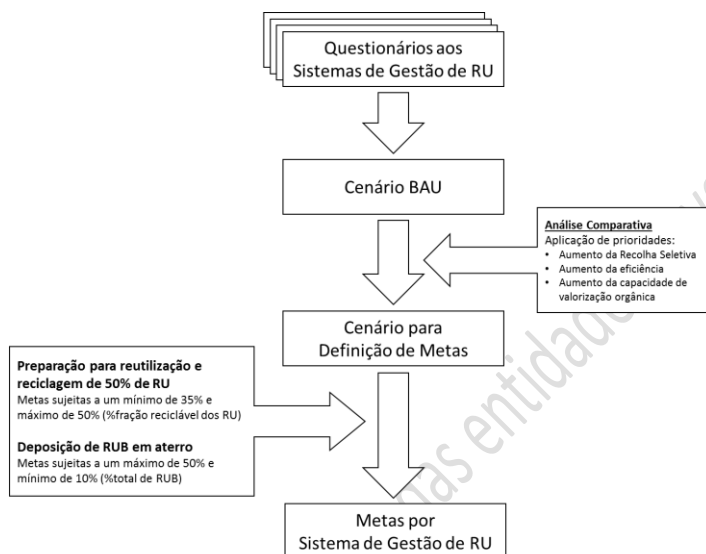 Questionários aos
Sistemas de Gestão de RU
Cenário BAU
Análise Comparativa
Aplicação de prioridades:
• Aumento da Recolha Seletiva
• Aumento da eficiência
• Aumento da capacidade de
valorização orgânica
Cenário para
Definição de Metas
Preparação para reutilização e
reciclagem de 50% de RU
Metas sujeitas a um mínimo de 35% e
máximo de 50% (%fração reciclável dos RU)
Deposição de RUB em aterro
Metas sujeitas a um máximo de 50% e
mínimo de 10% (%total de RUB)
Metas por
Sistema de Gestão de RU